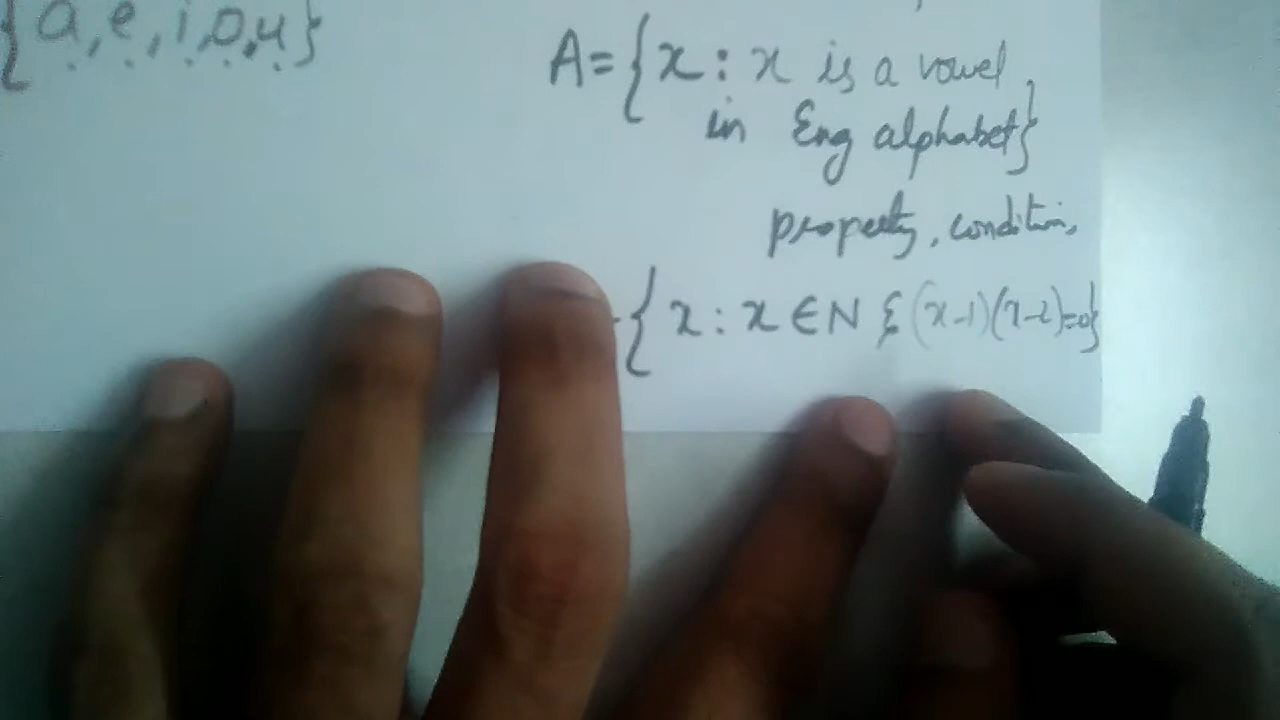 {a, e, i, o, u}
A = {x : x is a vowel
in Eng alphabet}
property, condition,
{ x : x ∈ N & (x-1)(x-2)=0}